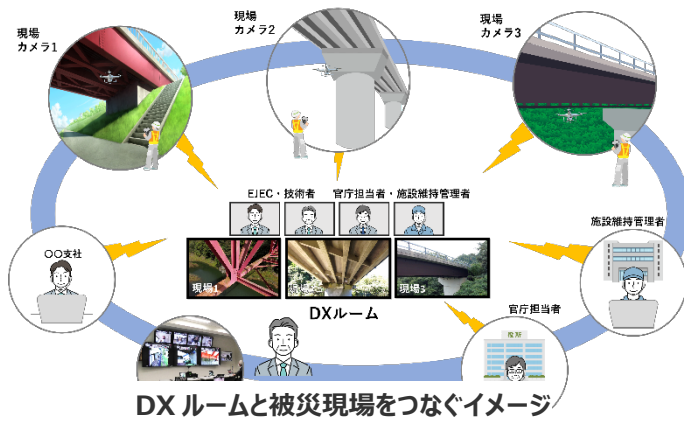 現場
カメラ1
現場
カメラ2
現場
カメラ3
EJEC・技術者
官庁担当者・施設維持管理者
〇〇支社
施設維持管理者
現場1
現場2
現場3
DXルーム
官庁担当者
役所
DX ルームと被災現場をつなぐイメージ